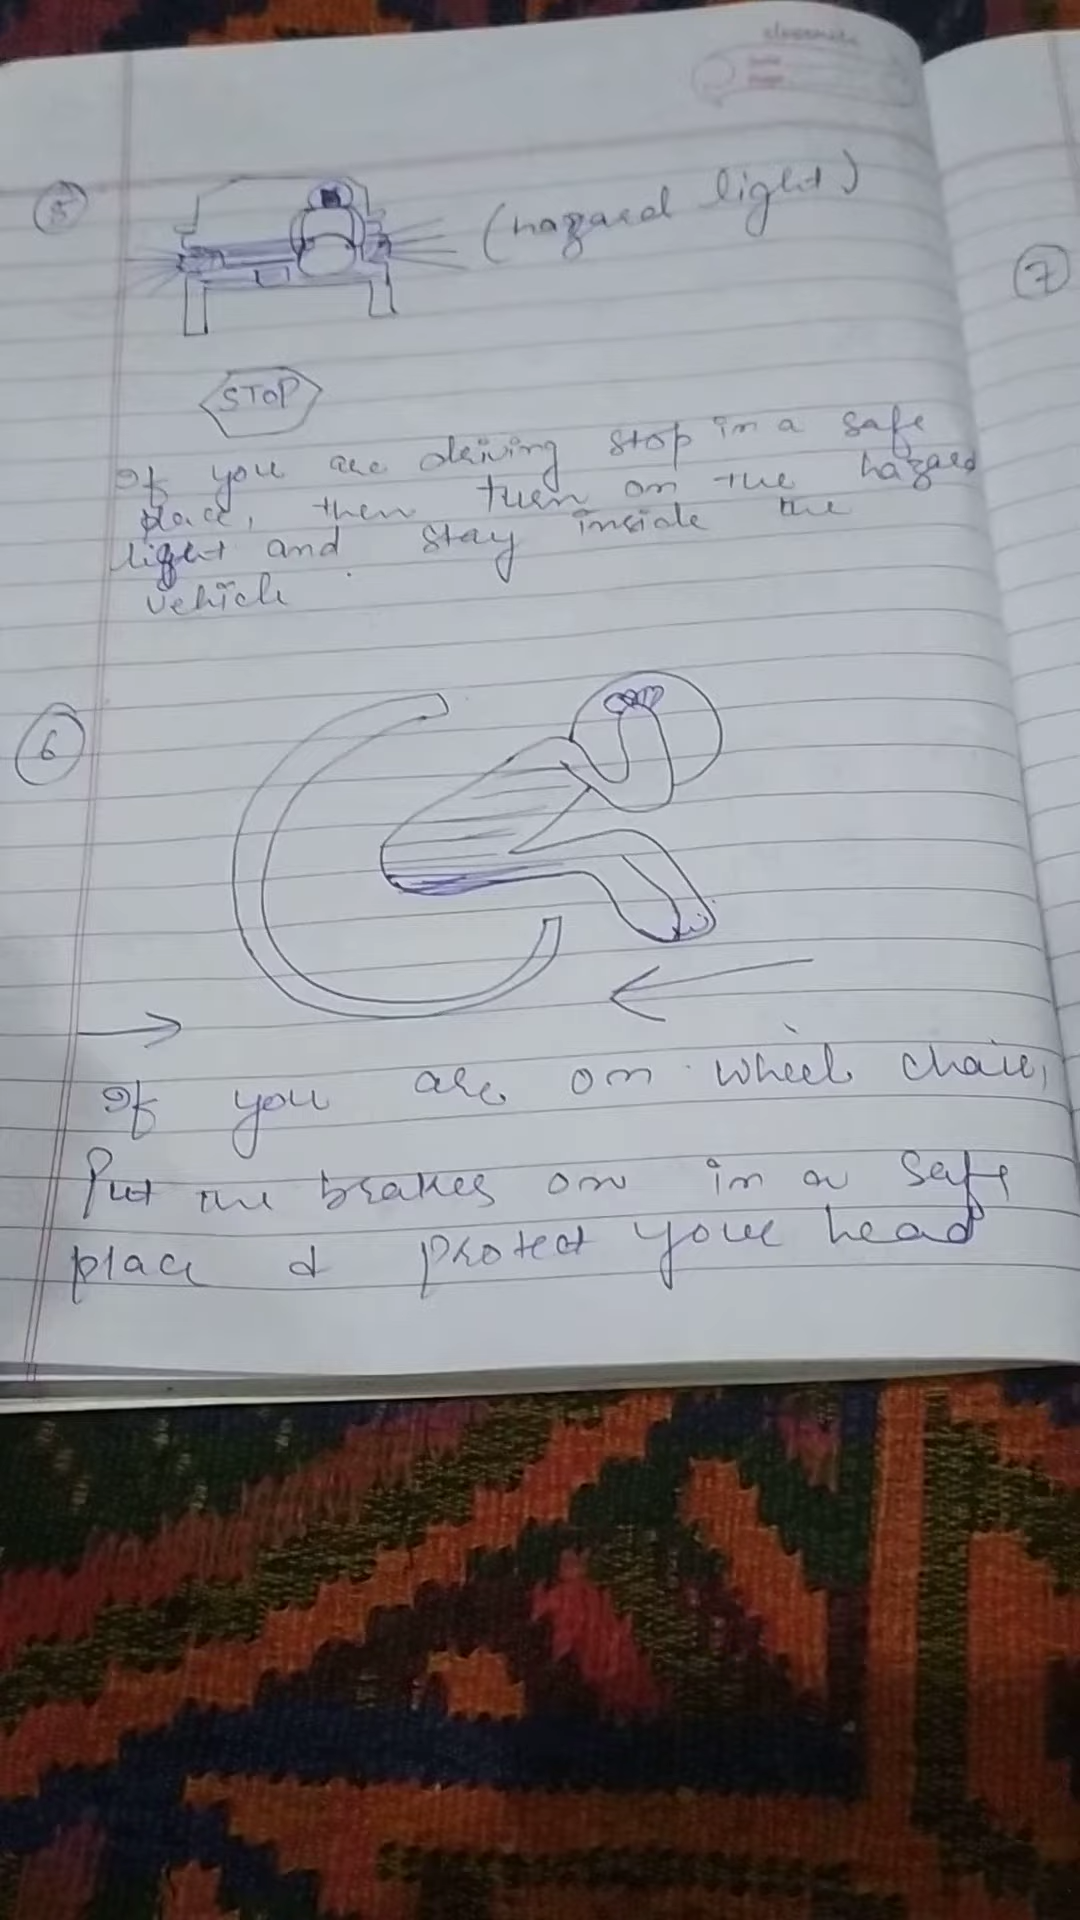 classmate
5
(hazard light)
STOP
If you are driving stop in a safe
place, then turn on the hazard
light and stay inside the
vehicle
6
If you are on wheel chair,
Put the brakes on in a safe
place & protect your head
7